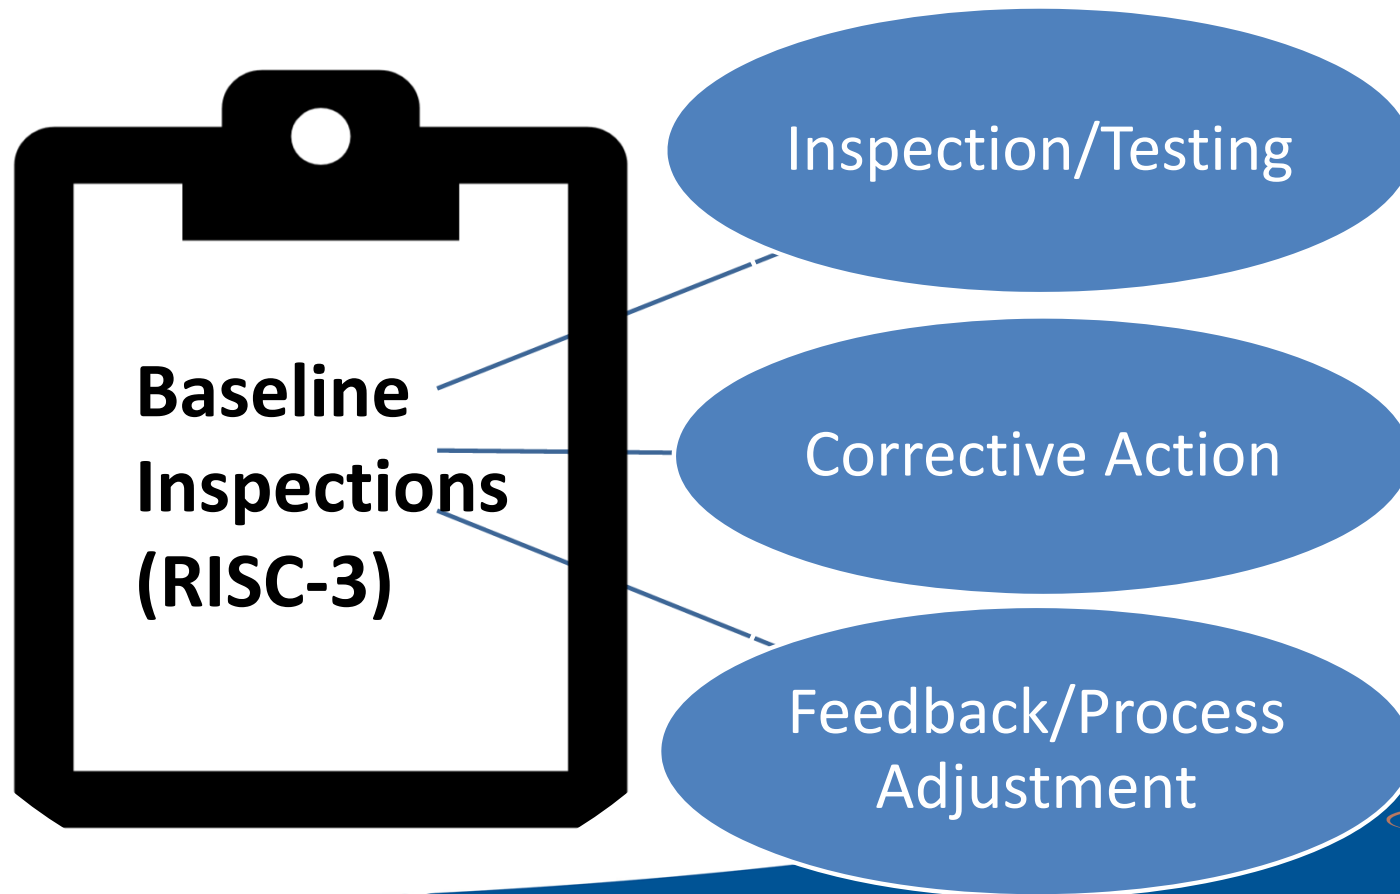 Baseline
Inspections
(RISC-3)
Inspection/Testing
Corrective Action
Feedback/Process
Adjustment